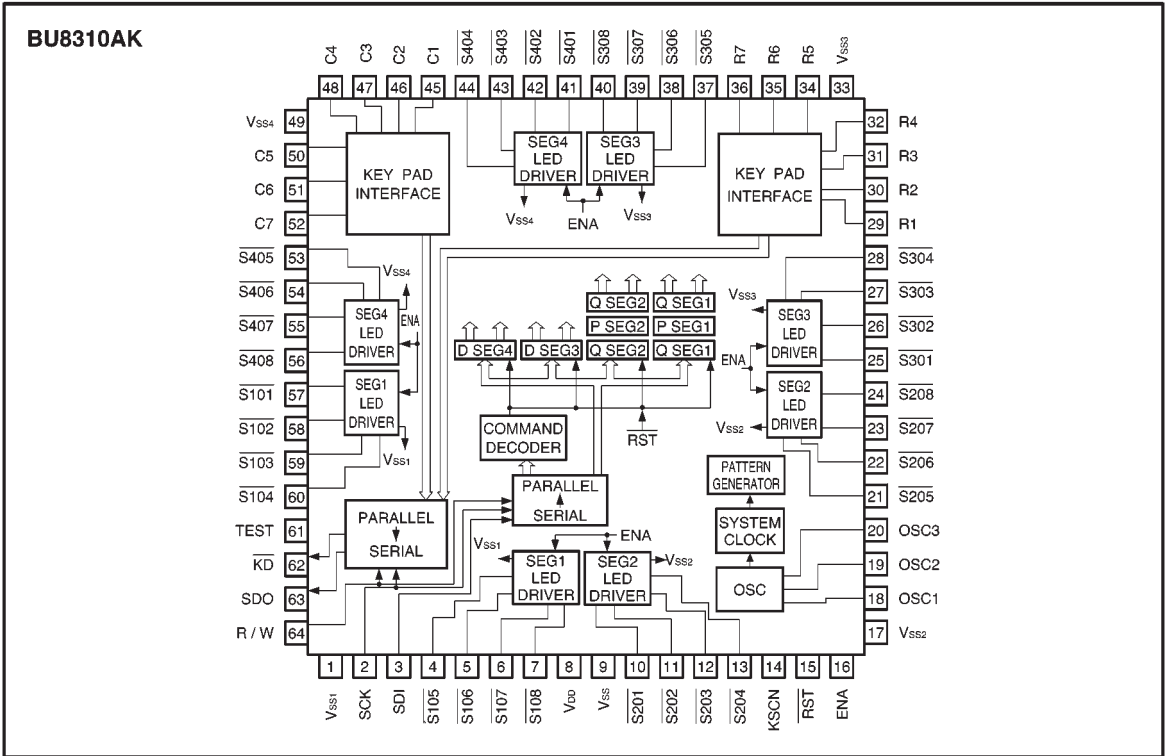 BU8310AK
C4
C3
C2
C1
S404
S403
S402
S401
S308
S307
S306
S305
R7
R6
R5
VSS3
48
47
46
45
44
43
42
41
40
39
38
37
36
35
34
33
VSS4
49
C5
50
C6
51
C7
52
S405
53
S406
54
S407
55
S408
56
S101
57
S102
58
S103
59
S104
60
TEST
61
KD
62
SDO
63
R / W
64
KEY PAD
INTERFACE
SEG4
LED
DRIVER
SEG3
LED
DRIVER
VSS4
ENA
VSS3
KEY PAD
INTERFACE
32
R4
31
R3
30
R2
29
R1
28
S304
27
S303
26
S302
25
S301
24
S208
23
S207
22
S206
21
S205
20
OSC3
19
OSC2
18
OSC1
17
VSS2
VSS4
SEG4
LED
DRIVER
ENA
SEG1
LED
DRIVER
VSS1
Q SEG2
Q SEG1
P SEG2
P SEG1
D SEG4
D SEG3
Q SEG2
Q SEG1
COMMAND
DECODER
RST
VSS3
SEG3
LED
DRIVER
ENA
SEG2
LED
DRIVER
VSS2
PATTERN
GENERATOR
SYSTEM
CLOCK
OSC
PARALLEL
SERIAL
PARALLEL
SERIAL
VSS1
ENA
VSS2
SEG1
LED
DRIVER
SEG2
LED
DRIVER
1
2
3
4
5
6
7
8
9
10
11
12
13
14
15
16
VSS1
SCK
SDI
S105
S106
S107
S108
VDD
VSS
S201
S202
S203
S204
KSCN
RST
ENA